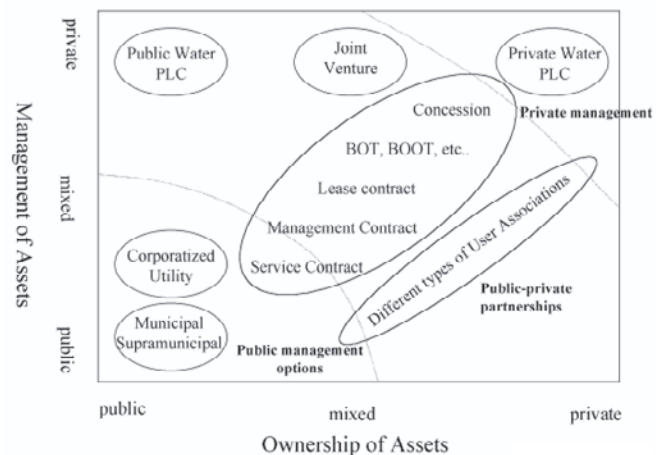 private
mixed
public
Management of Assets
Public Water
PLC
Joint
Venture
Private Water
PLC
Concession
Private management
BOT, BOOT, etc..
Lease contract
Management Contract
Service Contract
Different types of User Associations
Corporatized
Utility
Municipal
Supramunicipal
Public-private
partnerships
Public management
options
public
mixed
private
Ownership of Assets